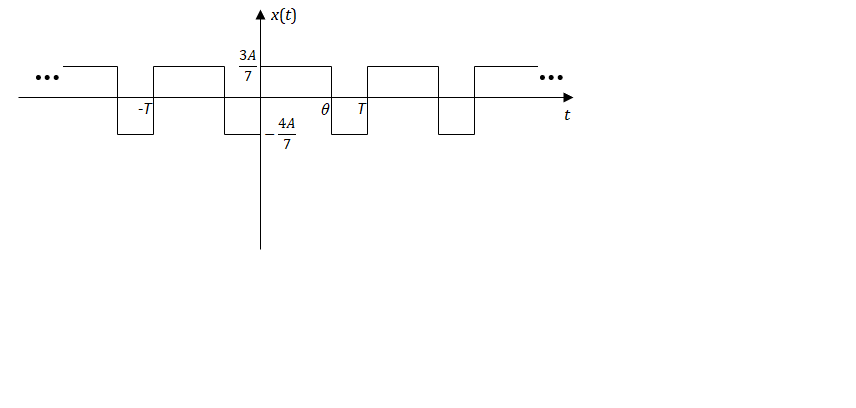 x(t)
3A
7
...
...
-T
θ
T
t
− 4A
7